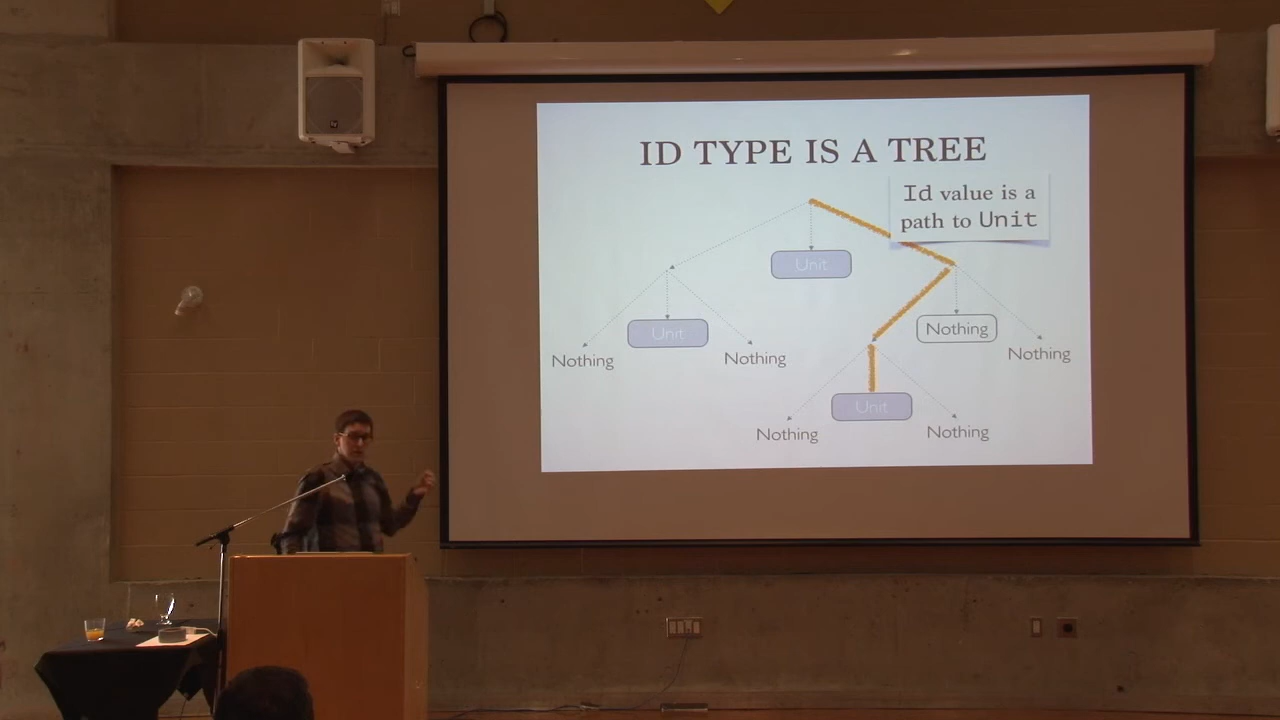 ID TYPE IS A TREE
Id value is a
path to Unit
Unit
Unit
Nothing
Nothing
Nothing
Nothing
Unit
Nothing
Nothing